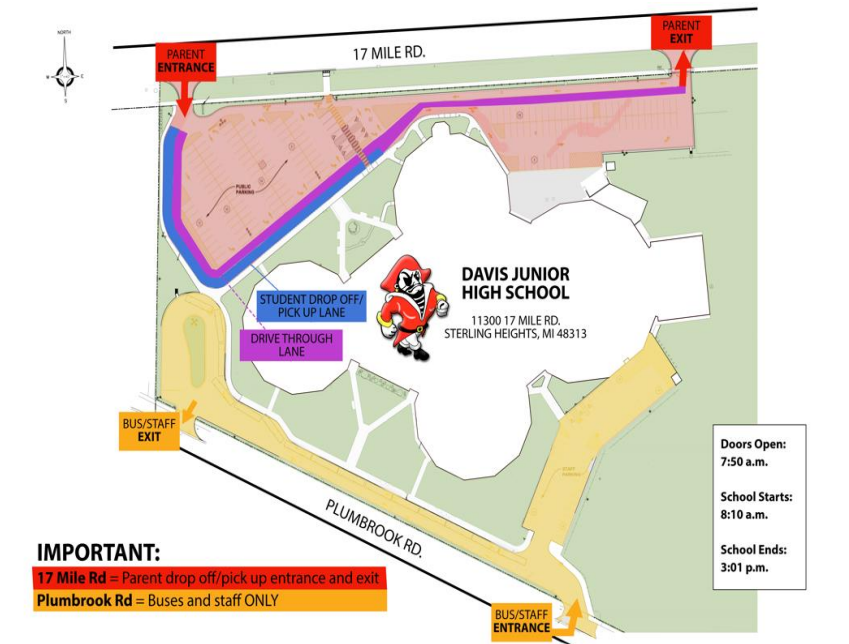 NORTH
W
E
S
PARENT
ENTRANCE
17 MILE RD.
PARENT
EXIT
PUBLIC
PARKING
STUDENT DROP OFF/
PICK UP LANE
DRIVE THROUGH
LANE
DAVIS JUNIOR
HIGH SCHOOL
11300 17 MILE RD.
STERLING HEIGHTS, MI 48313
BUS/STAFF
EXIT
STAFF
PARKING
PLUMBROOK RD.
Doors Open:
7:50 a.m.
School Starts:
8:10 a.m.
School Ends:
3:01 p.m.
IMPORTANT:
17 Mile Rd = Parent drop off/pick up entrance and exit
Plumbrook Rd = Buses and staff ONLY
BUS/STAFF
ENTRANCE